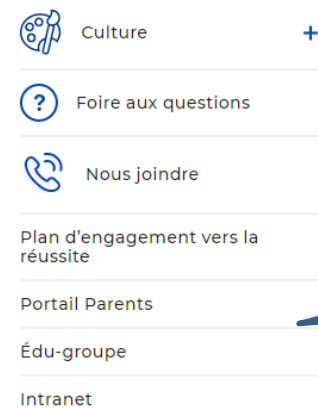 Culture +
? Foire aux questions
Nous joindre
Plan d’engagement vers la
réussite
Portail Parents
Édu-groupe
Intranet